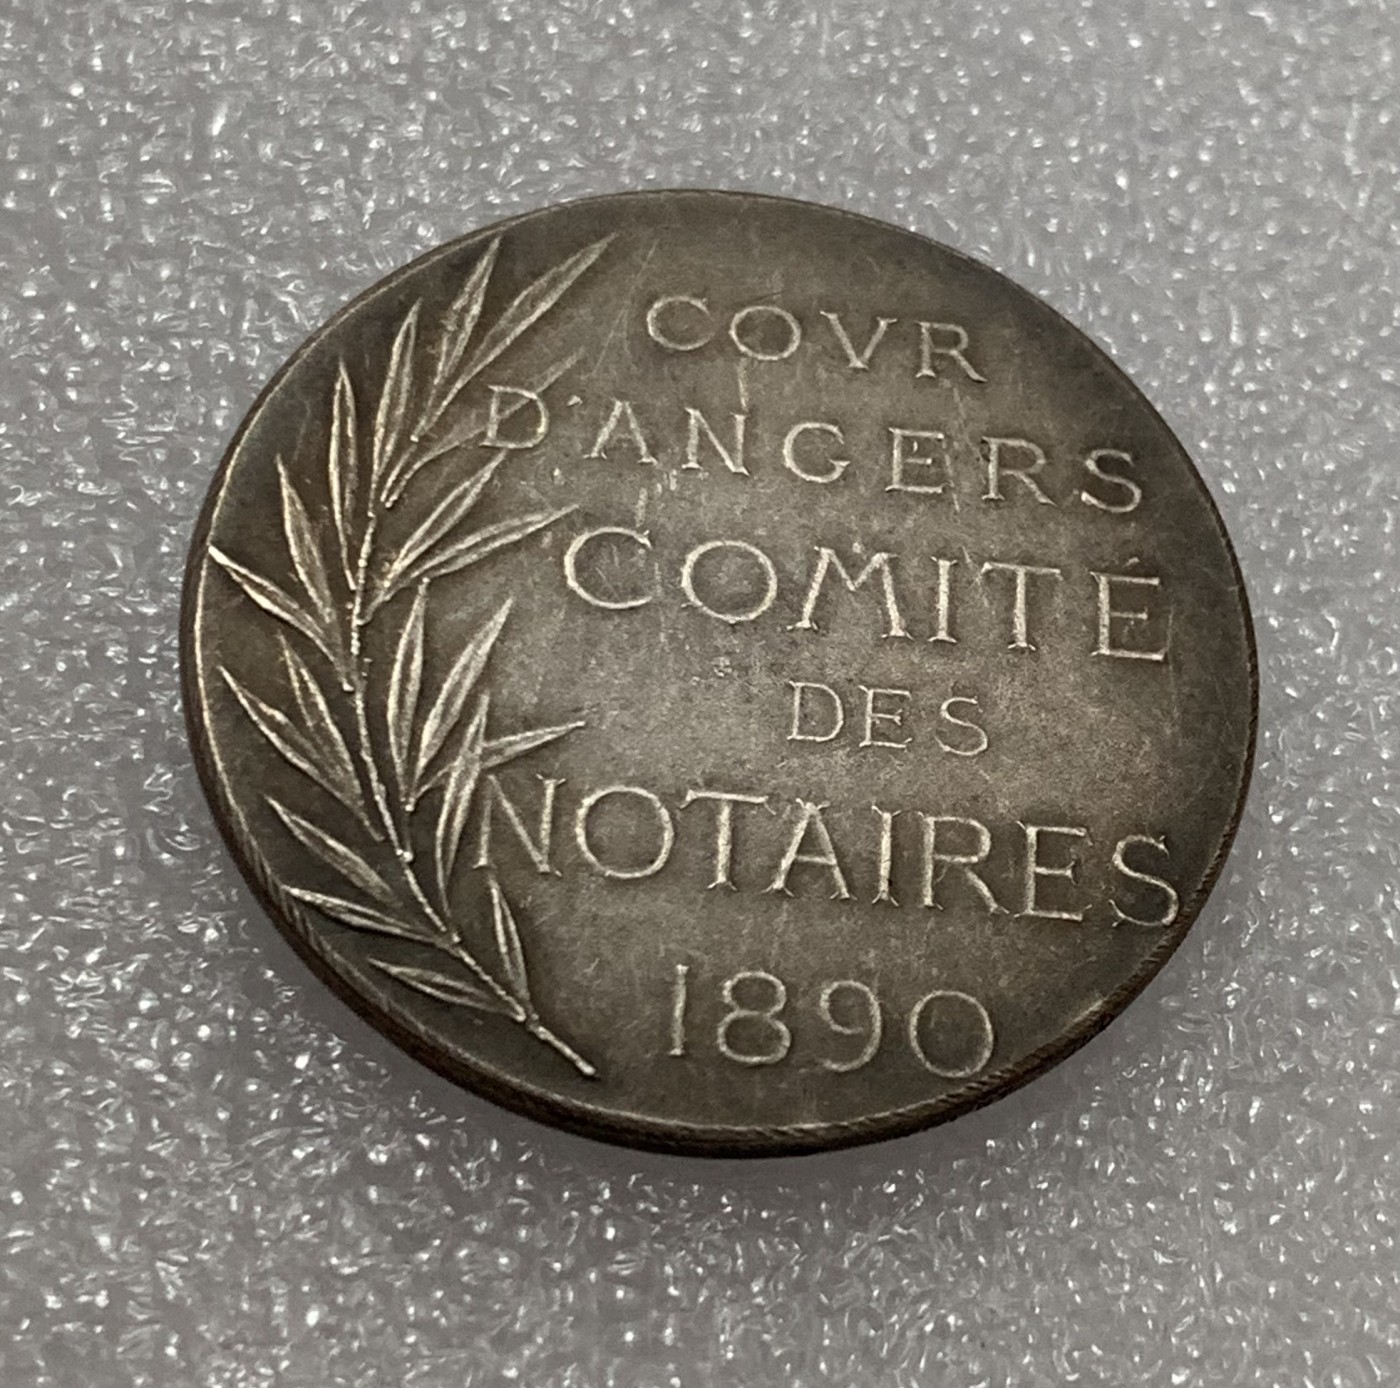 COVR
D'ANGERS
COMITÉ
DES
NOTAIRES
1890